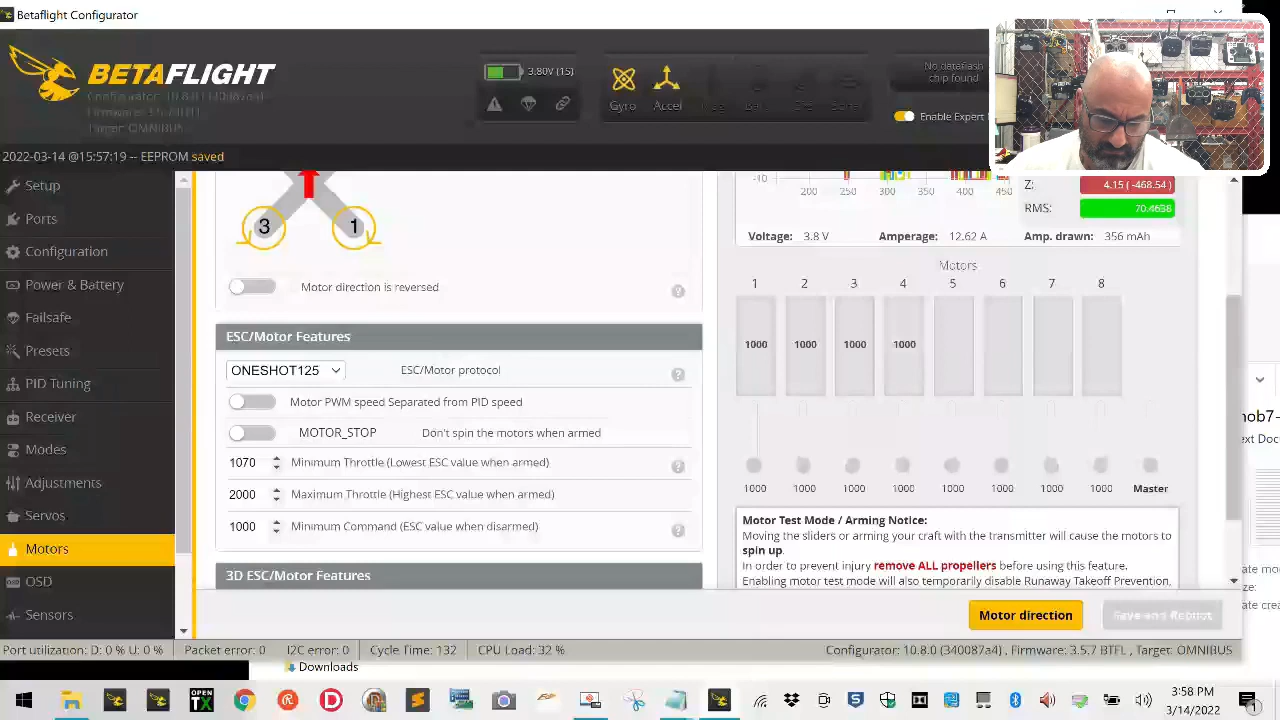 Betaflight Configurator
BETAFLIGHT
Target: OMNIBUS
Gyro Accel
Enable Expert
2022-03-14 @15:57:19 -- EEPROM saved
Setup
Ports
Configuration
Power & Battery
Failsafe
Presets
PID Tuning
Receiver
Modes
Adjustments
Servos
Motors
OSD
Sensors
3 1
Motor direction is reversed
ESC/Motor Features
ONESHOT125 ESC/Motor protocol
Motor PWM speed Separated from PID speed
MOTOR_STOP Don't spin the motors when armed
1070 Minimum Throttle (Lowest ESC value when armed)
2000 Maximum Throttle (Highest ESC value when armed)
1000 Minimum Command (ESC value when disarmed)
3D ESC/Motor Features
-10
200 250 300 350 400 450
Z: 4.15 ( -468.54 )
RMS: 70.4638
Voltage: 3.8 V Amperage: 12.62 A Amp. drawn: 356 mAh
Motors
1 2 3 4 5 6 7 8
1000 1000 1000 1000
1000 1000 1000 1000 1000 1000 1000 1000 Master
Motor Test Mode / Arming Notice:
Moving the sliders or arming your craft with the transmitter will cause the motors to
spin up.
In order to prevent injury remove ALL propellers before using this feature.
Enabling motor test mode will also temporarily disable Runaway Takeoff Prevention,
Motor direction Save and Reboot
Port utilization: D: 0 % U: 0 % Packet error: 0 I2C error: 0 Cycle Time: 132 CPU Load: 32 % Configurator: 10.8.0 (340087a4), Firmware: 3.5.7 BTFL, Target: OMNIBUS
Downloads
OPEN
TX
3:58 PM
3/14/2022